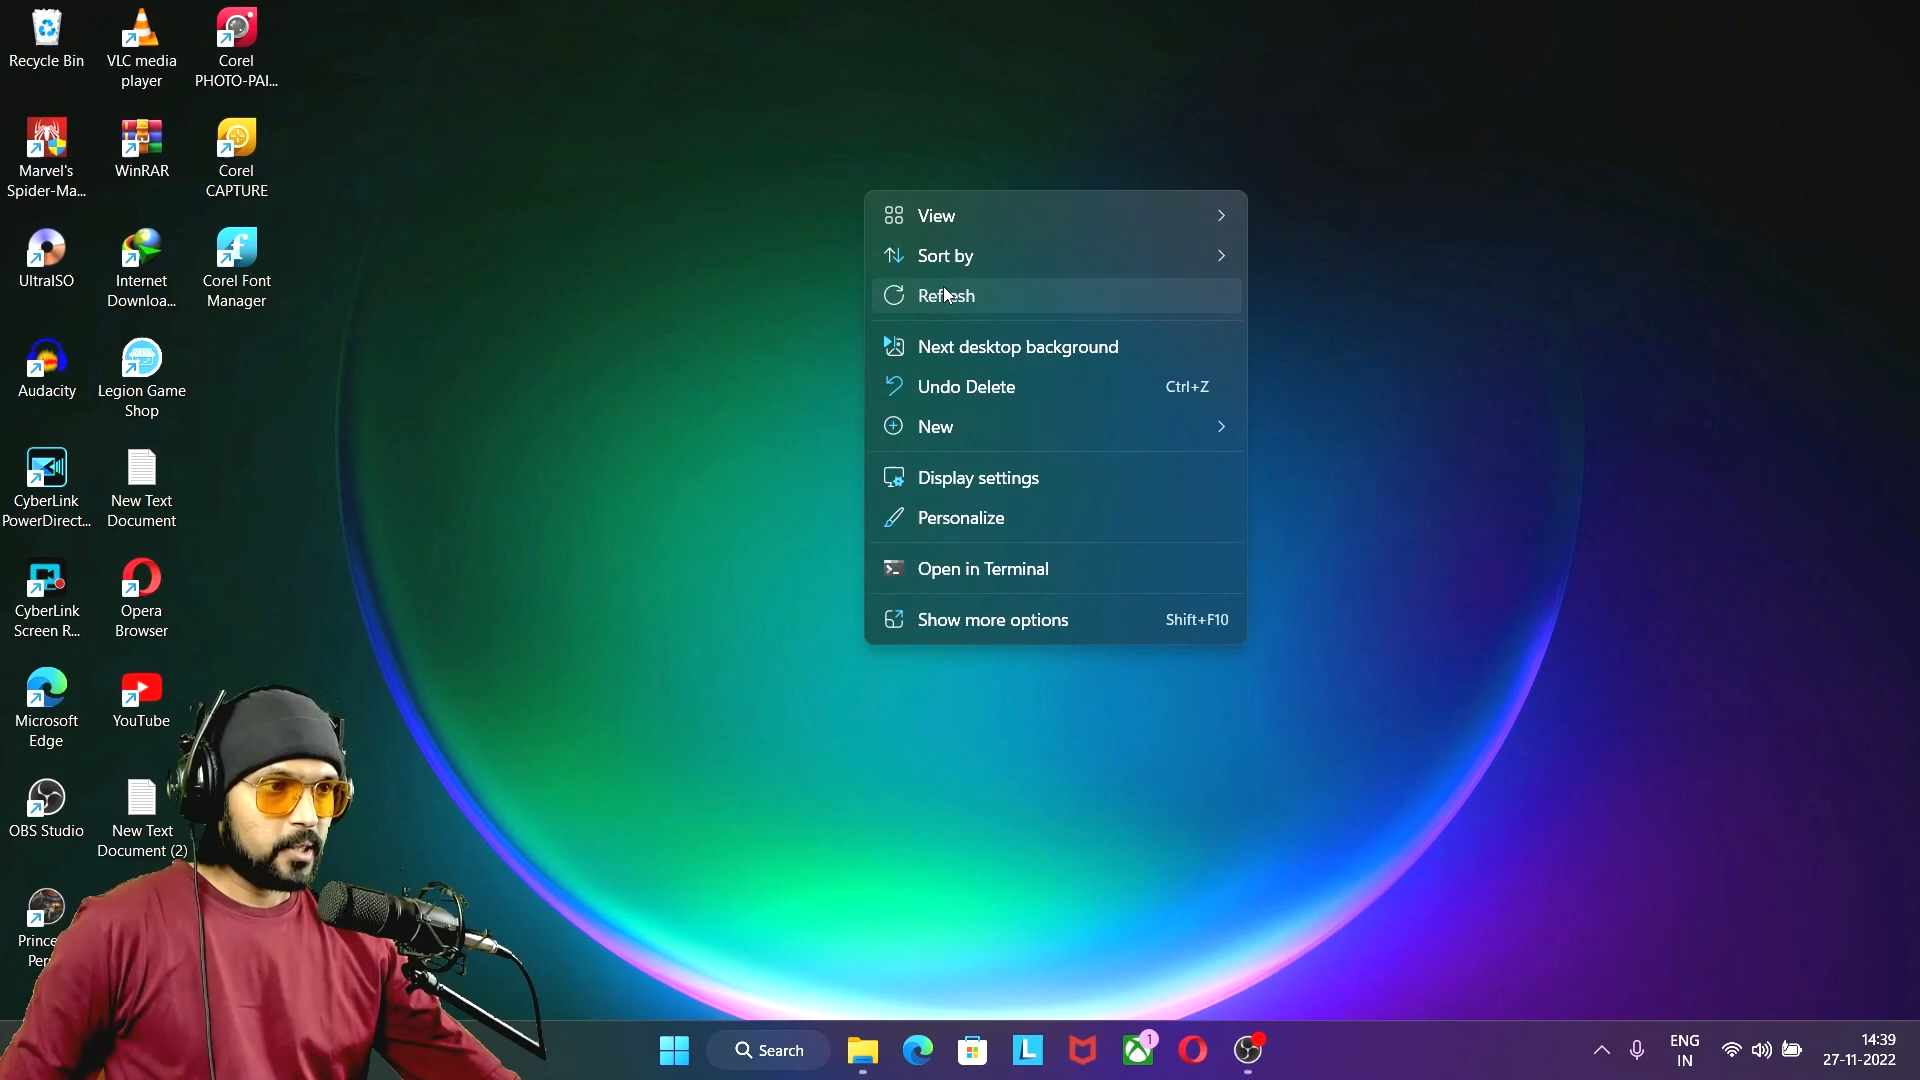 Recycle Bin
VLC media
player
Corel
PHOTO-PAI...
Marvel's
Spider-Ma...
WinRAR
Corel
CAPTURE
UltraISO
Internet
Downloa...
Corel Font
Manager
Audacity
Legion Game
Shop
CyberLink
PowerDirect...
New Text
Document
CyberLink
Screen R...
Opera
Browser
Microsoft
Edge
YouTube
OBS Studio
New Text
Document (2)
Prince
Per
View
Sort by
Refresh
Next desktop background
Undo Delete Ctrl+Z
New
Display settings
Personalize
Open in Terminal
Show more options Shift+F10
Search
1
ENG
IN
14:39
27-11-2022